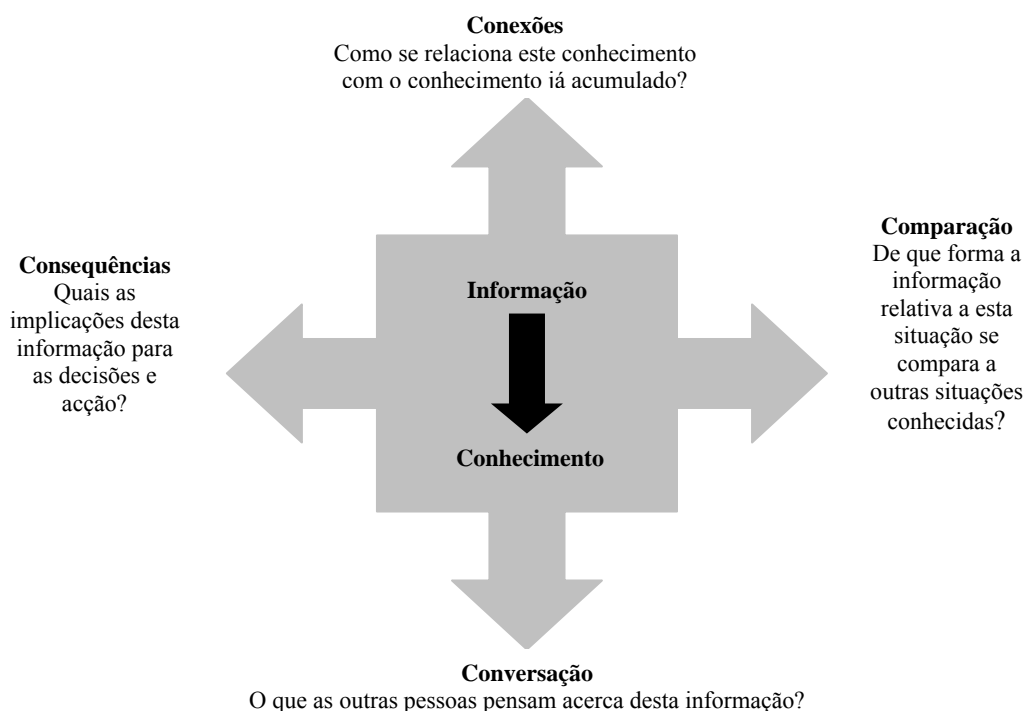 Conexões
Como se relaciona este conhecimento
com o conhecimento já acumulado?
Consequências
Quais as
implicações desta
informação para
as decisões e
acção?
Informação
Conhecimento
Comparação
De que forma a
informação
relativa a esta
situação se
compara a
outras situações
conhecidas?
Conversação
O que as outras pessoas pensam acerca desta informação?